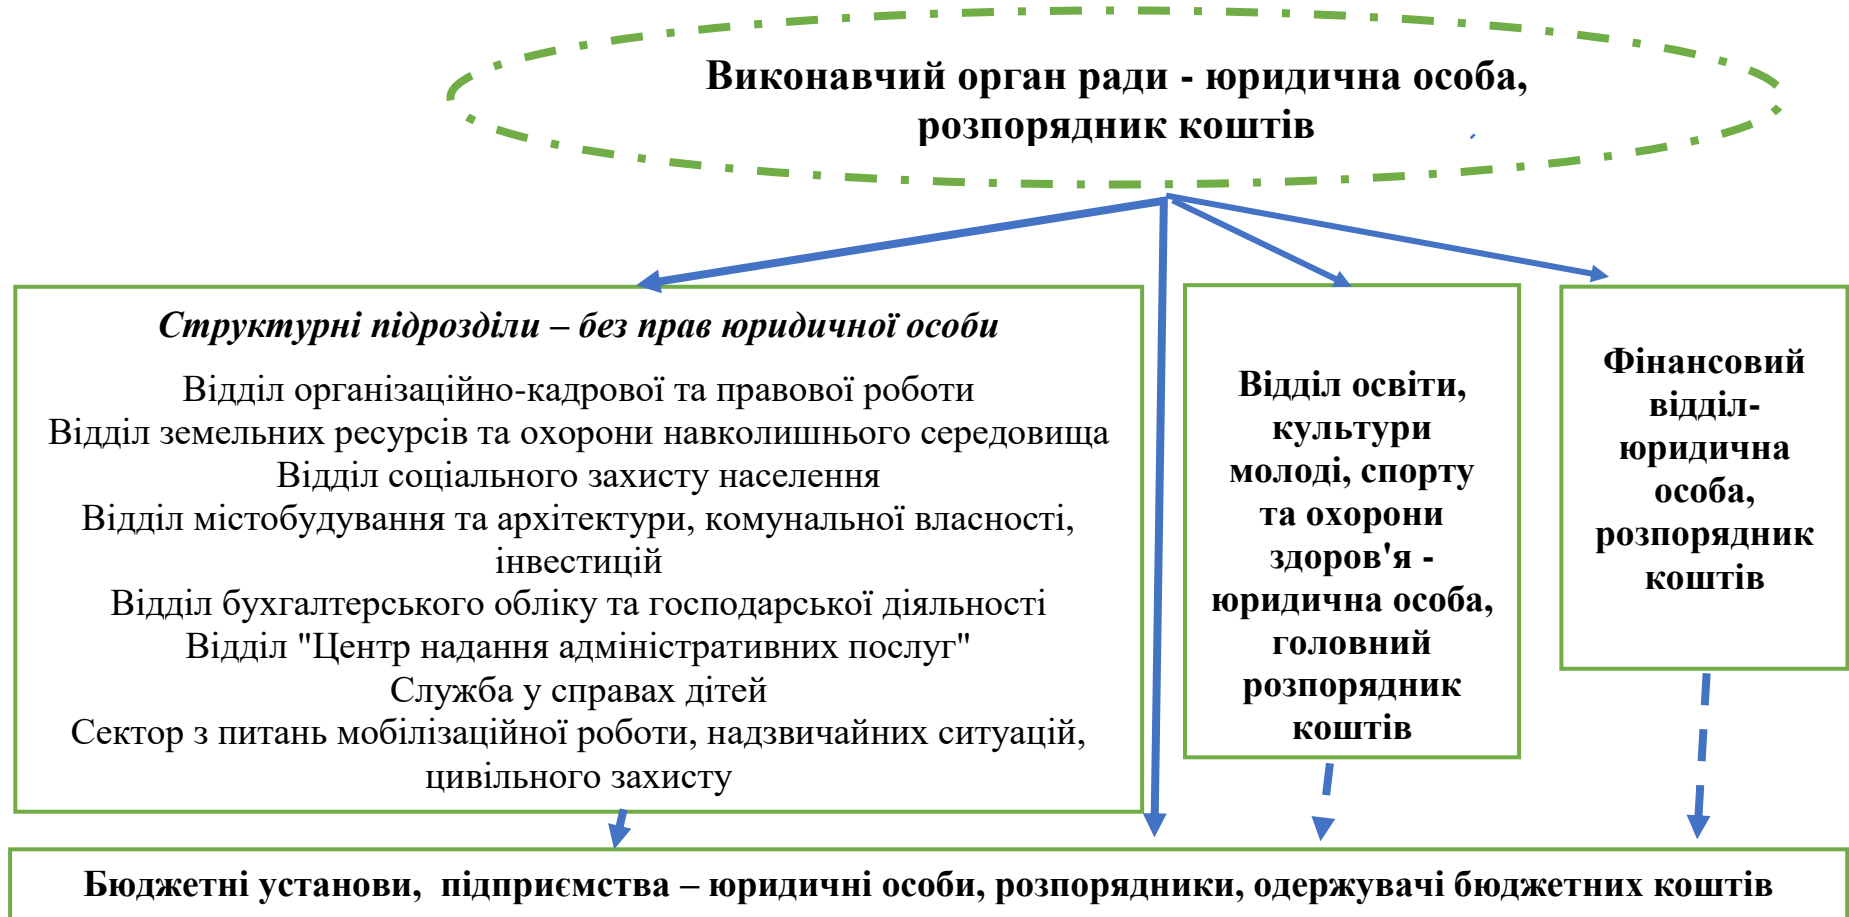 Виконавчий орган ради - юридична особа,
розпорядник коштів
Структурні підрозділи – без прав юридичної особи
Відділ організаційно-кадрової та правової роботи
Відділ земельних ресурсів та охорони навколишнього середовища
Відділ соціального захисту населення
Відділ містобудування та архітектури, комунальної власності,
інвестицій
Відділ бухгалтерського обліку та господарської діяльності
Відділ "Центр надання адміністративних послуг"
Служба у справах дітей
Сектор з питань мобілізаційної роботи, надзвичайних ситуацій,
цивільного захисту
Відділ освіти,
культури
молоді, спорту
та охорони
здоров'я -
юридична особа,
головний
розпорядник
коштів
Фінансовий
відділ-
юридична
особа,
розпорядник
коштів
Бюджетні установи, підприємства – юридичні особи, розпорядники, одержувачі бюджетних коштів